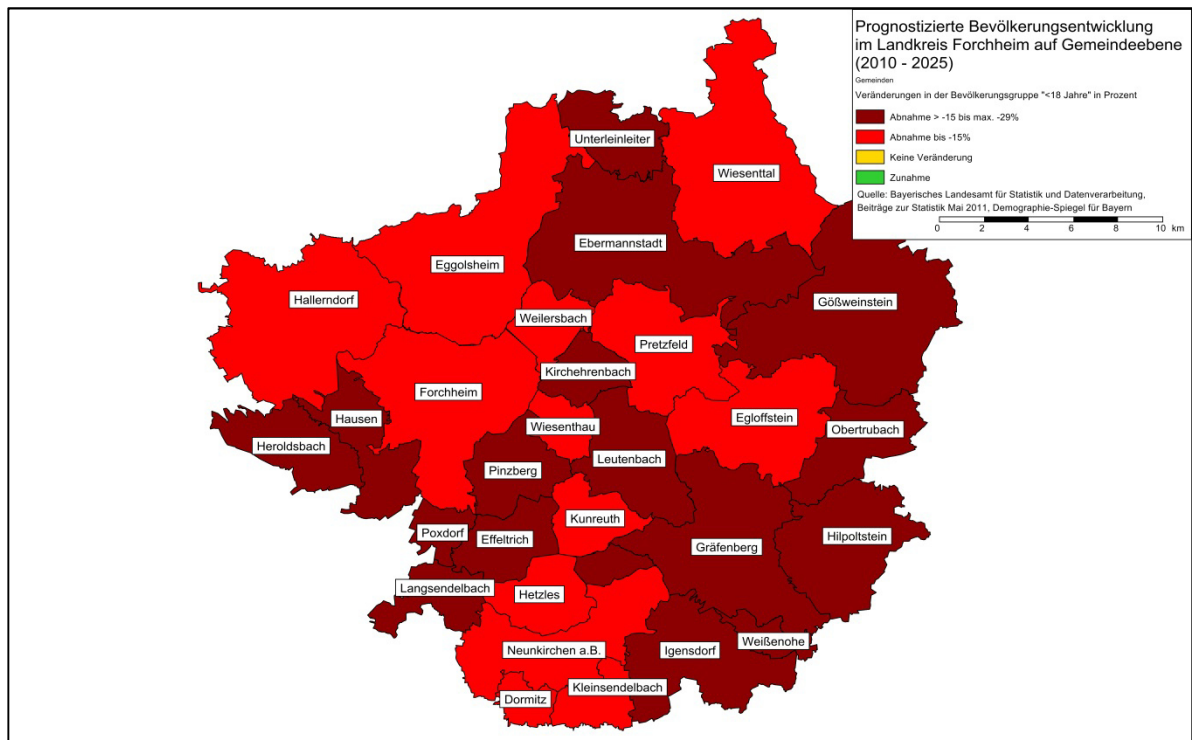 Prognostizierte Bevölkerungsentwicklung
im Landkreis Forchheim auf Gemeindeebene
(2010 - 2025)
Gemeinden
Veränderungen in der Bevölkerungsgruppe "<18 Jahre" in Prozent
Abnahme > -15 bis max. -29%
Abnahme bis -15%
Keine Veränderung
Zunahme
Quelle: Bayerisches Landesamt für Statistik und Datenverarbeitung,
Beiträge zur Statistik Mai 2011, Demographie-Spiegel für Bayern
0 2 4 6 8 10 km
Unterleinleiter
Wiesenttal
Ebermannstadt
Eggolsheim
Hallerndorf
Gößweinstein
Weilersbach
Pretzfeld
Kirchehrenbach
Forchheim
Hausen
Wiesenthau
Egloffstein
Obertrubach
Heroldsbach
Leutenbach
Pinzberg
Kunreuth
Poxdorf
Effeltrich
Gräfenberg
Hilpoltstein
Langsendelbach
Hetzles
Weißenohe
Neunkirchen a.B.
Igensdorf
Kleinsendelbach
Dormitz